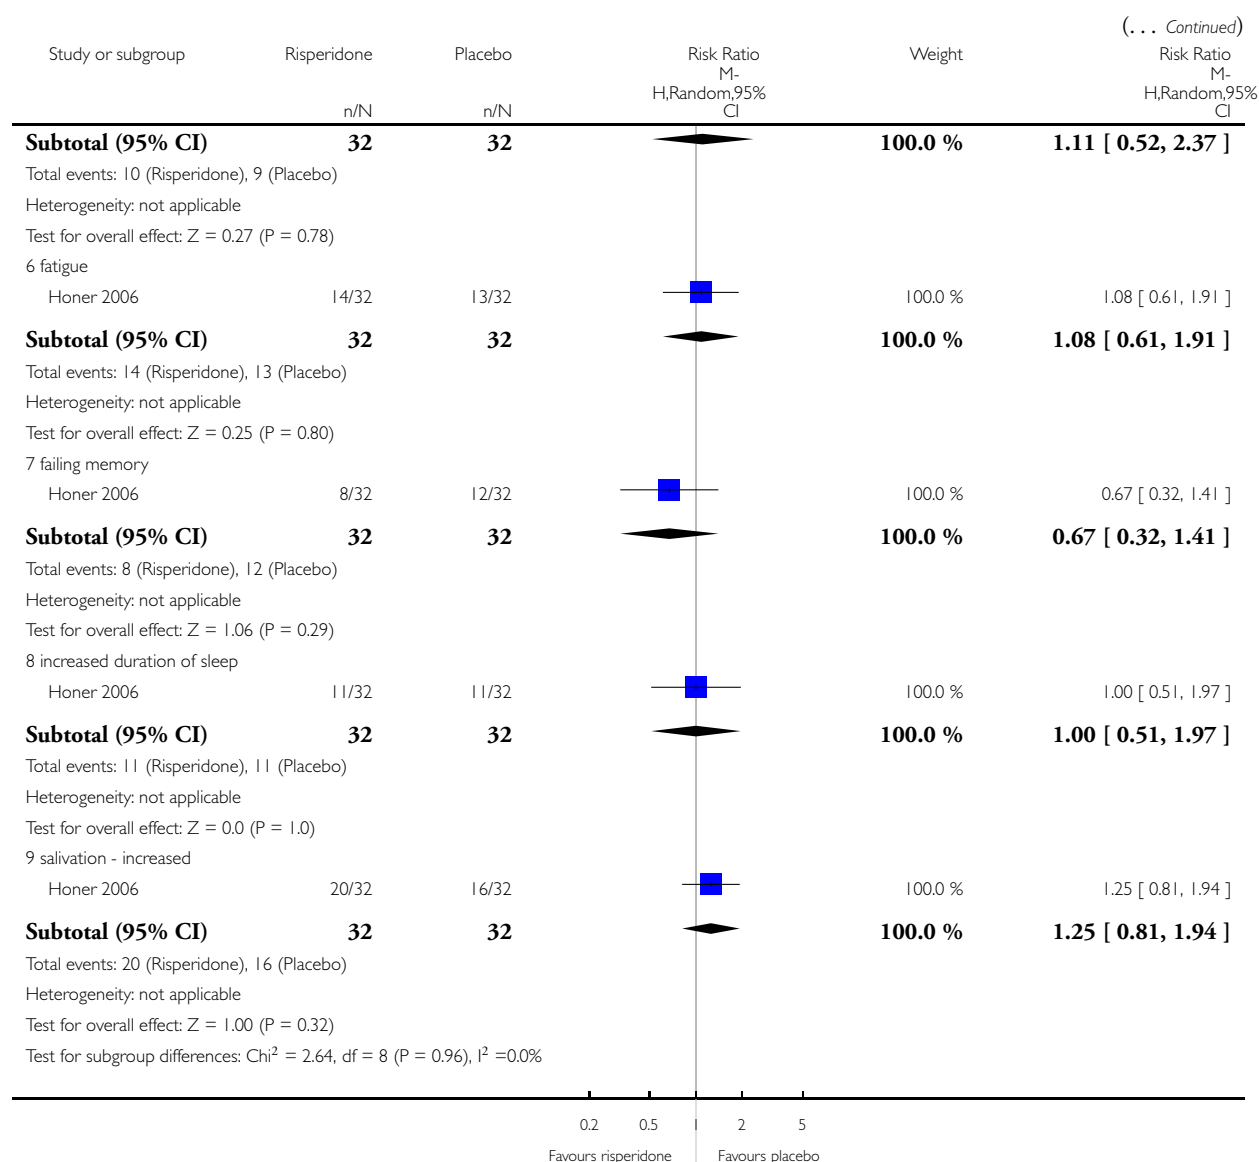 (... Continued)
Study or subgroup Risperidone Placebo Risk Ratio Weight Risk Ratio
M- M-
H,Random,95% H,Random,95%
n/N n/N CI CI
Subtotal (95% CI) 32 32 100.0 % 1.11 [ 0.52, 2.37 ]
Total events: 10 (Risperidone), 9 (Placebo)
Heterogeneity: not applicable
Test for overall effect: Z = 0.27 (P = 0.78)
6 fatigue
Honer 2006 14/32 13/32 100.0 % 1.08 [ 0.61, 1.91 ]
Subtotal (95% CI) 32 32 100.0 % 1.08 [ 0.61, 1.91 ]
Total events: 14 (Risperidone), 13 (Placebo)
Heterogeneity: not applicable
Test for overall effect: Z = 0.25 (P = 0.80)
7 failing memory
Honer 2006 8/32 12/32 100.0 % 0.67 [ 0.32, 1.41 ]
Subtotal (95% CI) 32 32 100.0 % 0.67 [ 0.32, 1.41 ]
Total events: 8 (Risperidone), 12 (Placebo)
Heterogeneity: not applicable
Test for overall effect: Z = 1.06 (P = 0.29)
8 increased duration of sleep
Honer 2006 11/32 11/32 100.0 % 1.00 [ 0.51, 1.97 ]
Subtotal (95% CI) 32 32 100.0 % 1.00 [ 0.51, 1.97 ]
Total events: 11 (Risperidone), 11 (Placebo)
Heterogeneity: not applicable
Test for overall effect: Z = 0.0 (P = 1.0)
9 salivation - increased
Honer 2006 20/32 16/32 100.0 % 1.25 [ 0.81, 1.94 ]
Subtotal (95% CI) 32 32 100.0 % 1.25 [ 0.81, 1.94 ]
Total events: 20 (Risperidone), 16 (Placebo)
Heterogeneity: not applicable
Test for overall effect: Z = 1.00 (P = 0.32)
Test for subgroup differences: Chi² = 2.64, df = 8 (P = 0.96), I² =0.0%
0.2 0.5 1 2 5
Favours risperidone Favours placebo